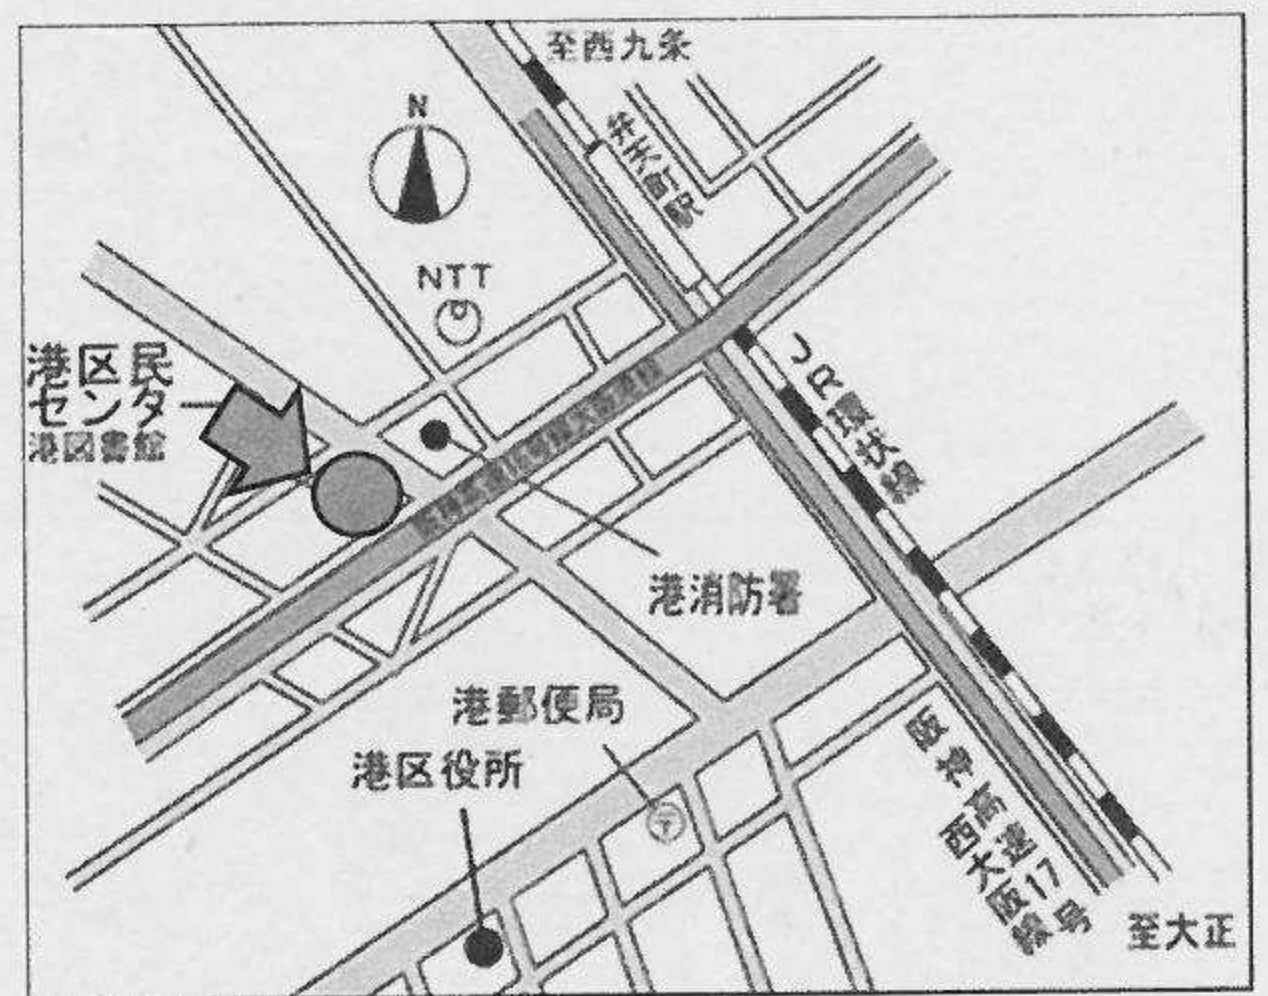 至西九条
N
弁天町駅
NTT
港区民
センター
港図書館
JR環状線
港消防署
港郵便局
〒
港区役所
阪神高速17号
西大阪線
至大正